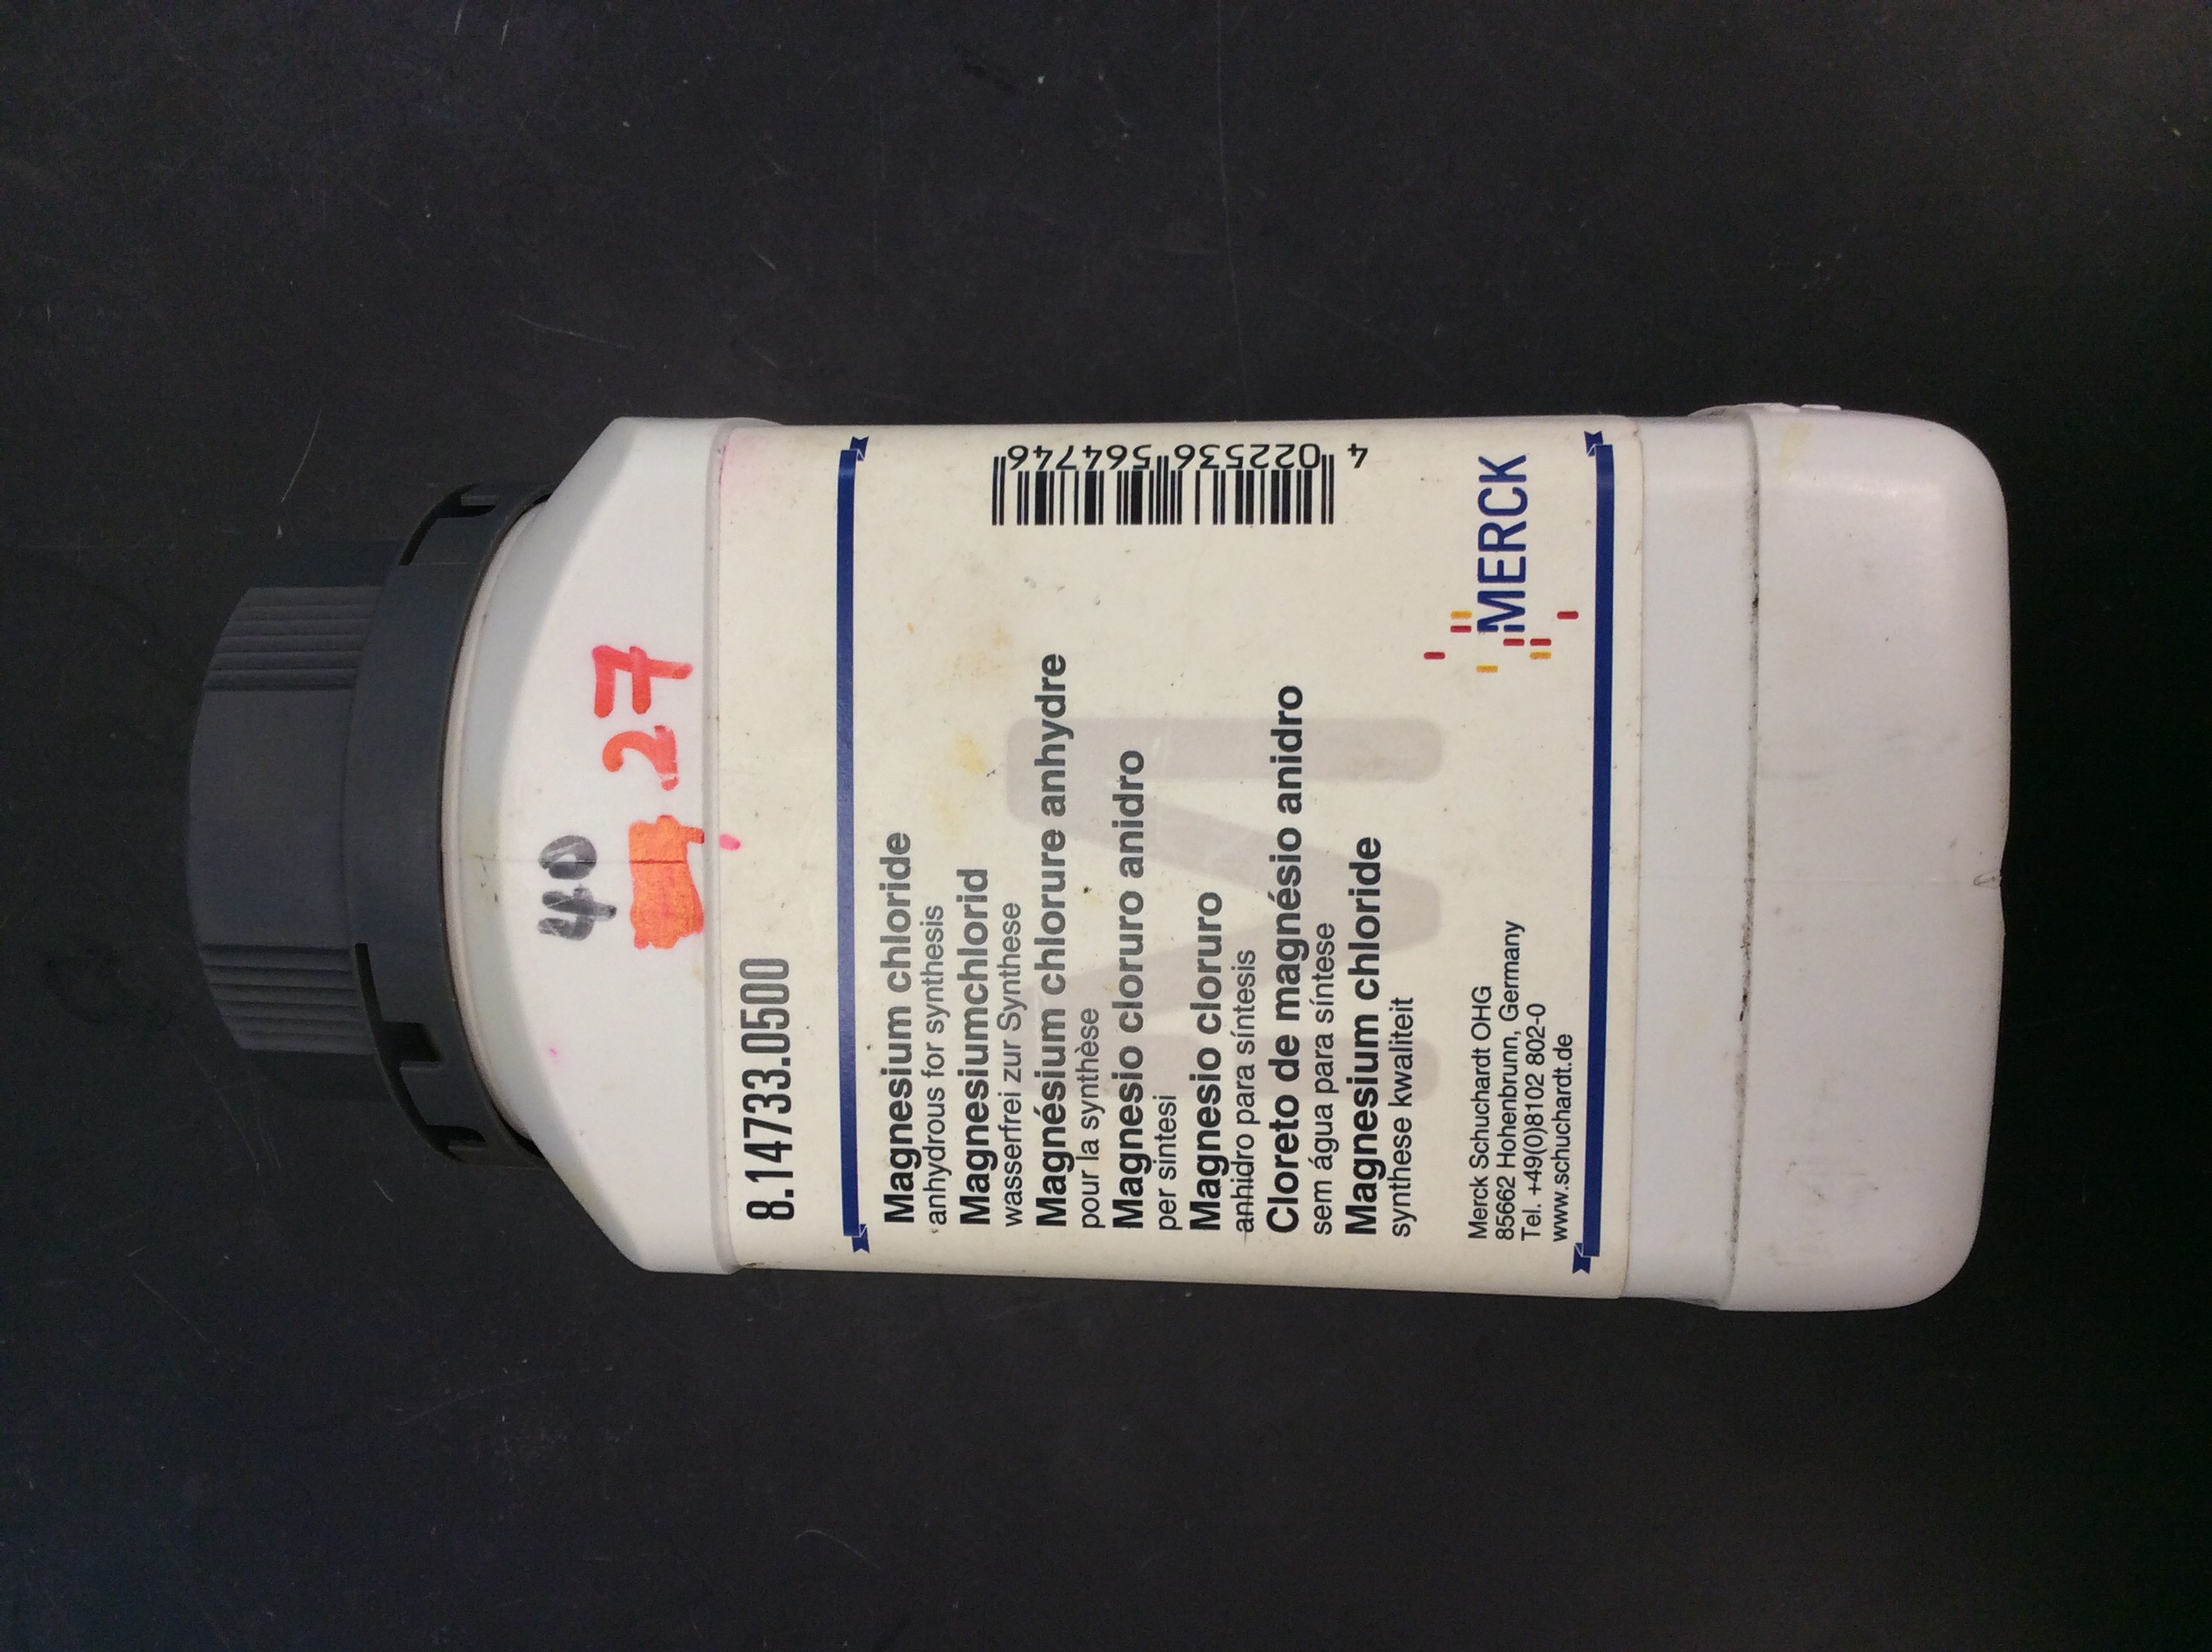 40
27
8.14733.0500
Magnesium chloride
anhydrous for synthesis
Magnesiumchlorid
wasserfrei zur Synthese
Magnésium chlorure anhydre
pour la synthèse
Magnesio cloruro anidro
per sintesi
Magnesio cloruro
anhidro para síntesis
Cloreto de magnésio anidro
sem água para síntese
Magnesium chloride
synthese kwaliteit
4 022536 564746
Merck Schuchardt OHG
85662 Hohenbrunn, Germany
Tel. +49(0)8102 802-0
www.schuchardt.de
MERCK